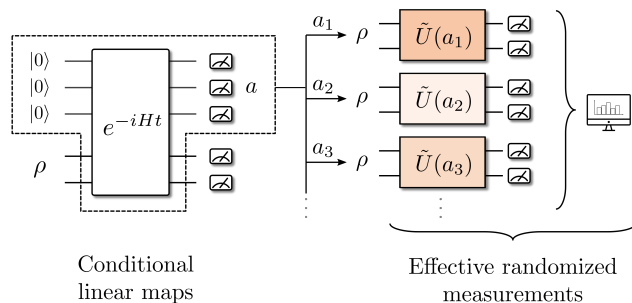 |0⟩
|0⟩
|0⟩
ρ
e^{-iHt}
a
a_1
ρ
Ũ(a_1)
a_2
ρ
Ũ(a_2)
a_3
ρ
Ũ(a_3)
Conditional
linear maps
Effective randomized
measurements